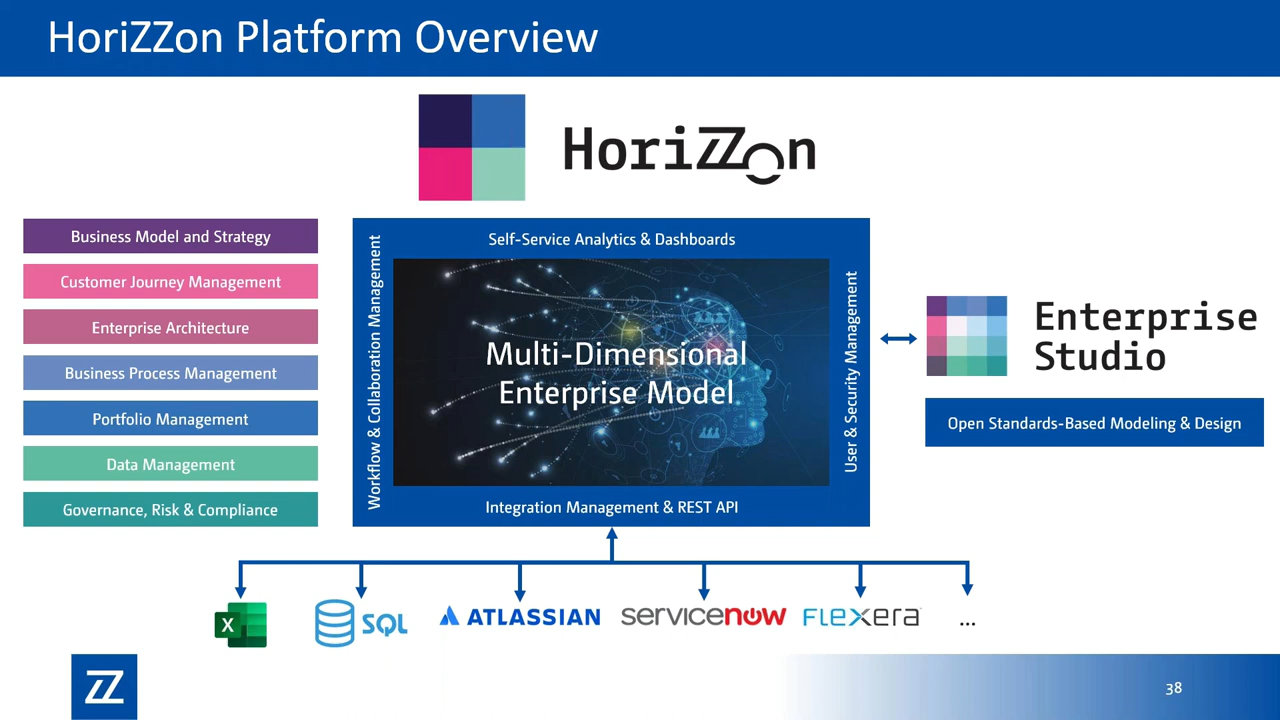 HoriZZon Platform Overview
HoriZZon
Business Model and Strategy
Customer Journey Management
Enterprise Architecture
Business Process Management
Portfolio Management
Data Management
Governance, Risk & Compliance
Self-Service Analytics & Dashboards
Workflow & Collaboration Management
Multi-Dimensional
Enterprise Model
User & Security Management
Integration Management & REST API
Enterprise
Studio
Open Standards-Based Modeling & Design
X
SQL
ATLASSIAN
servicenow
FLEXERA
...
ZZ
38